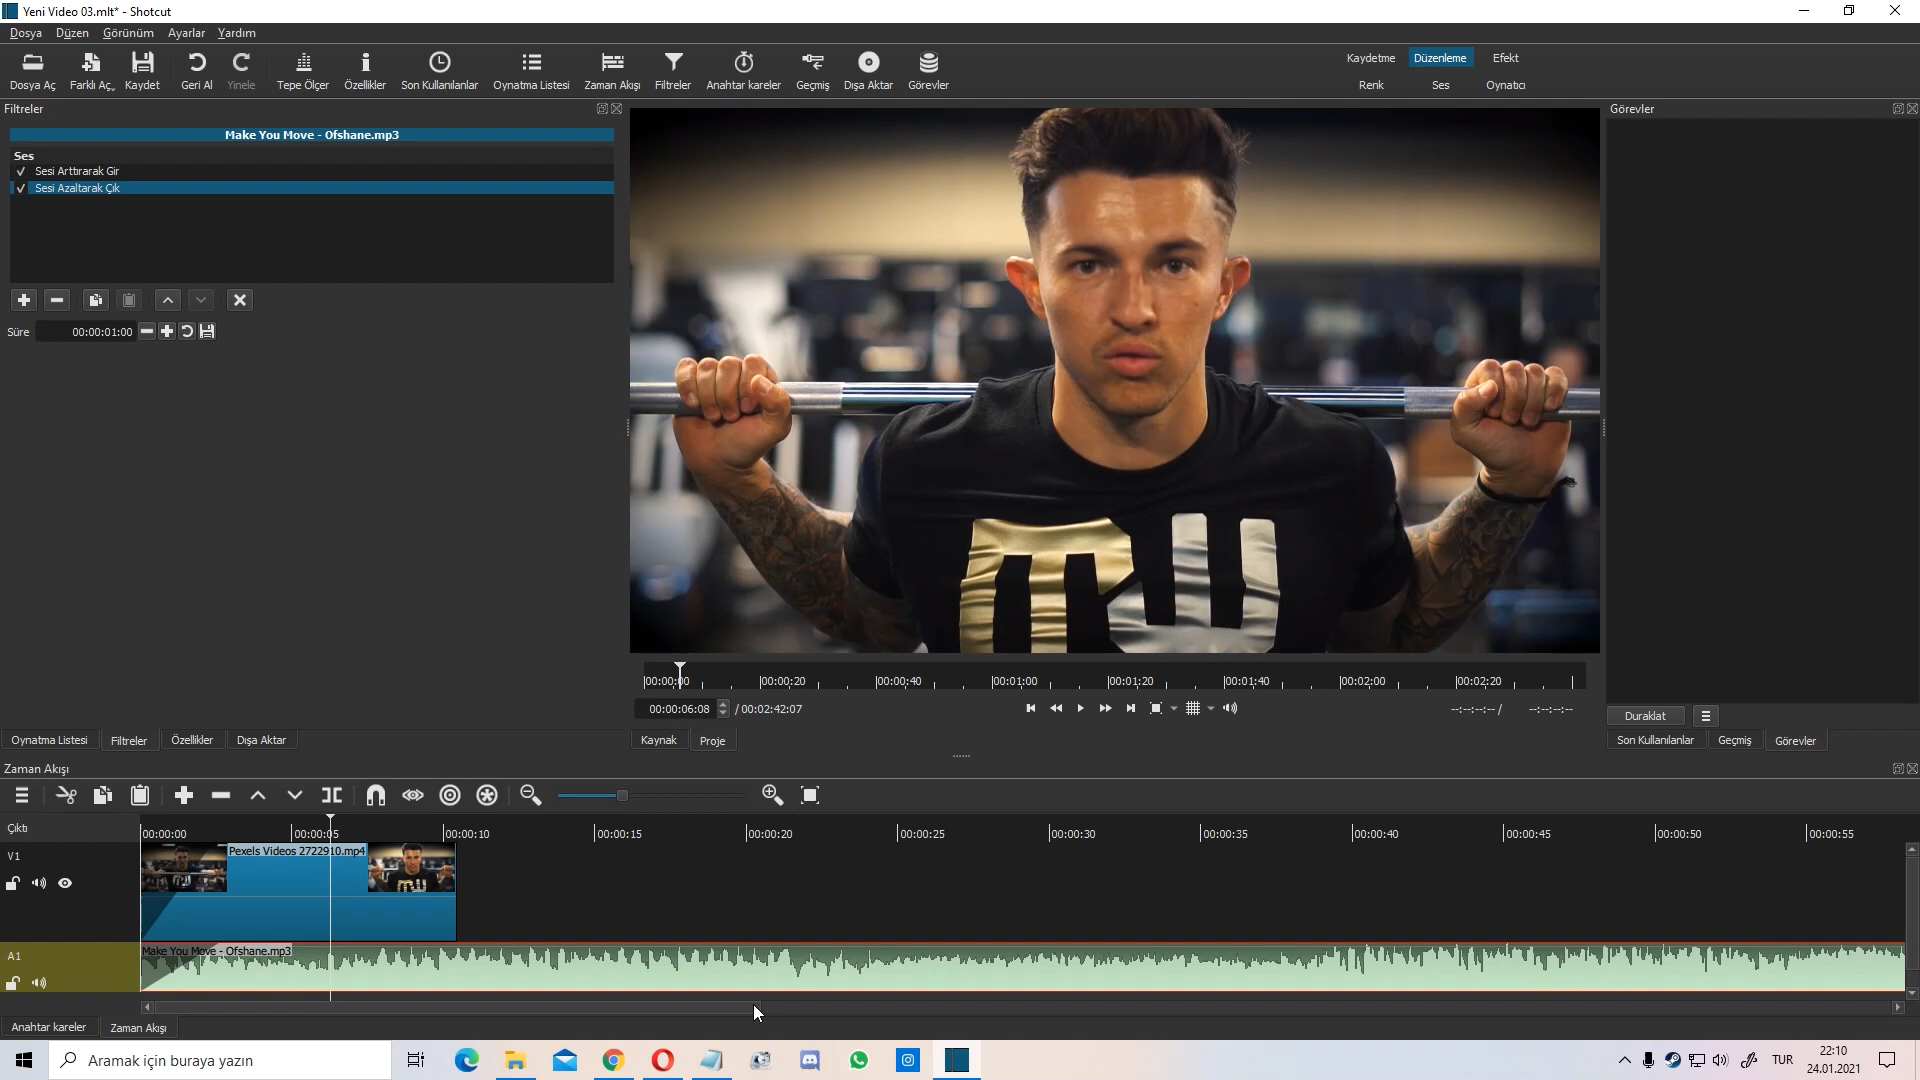 Yeni Video 03.mlt* - Shotcut
Dosya Düzen Görünüm Ayarlar Yardım
Dosya Aç Farklı Aç.. Kaydet Geri Al Yinele Tepe Ölçer Özellikler Son Kullanılanlar Oynatma Listesi Zaman Akışı Filtreler Anahtar kareler Geçmiş Dışa Aktar Görevler
Kaydetme Düzenleme Efekt
Renk Ses Oynatıcı
Filtreler
Make You Move - Ofshane.mp3
Ses
Sesi Arttırarak Gir
Sesi Azaltarak Çık
Süre 00:00:01:00
Görevler
00:00:00 00:00:20 00:00:40 00:01:00 00:01:20 00:01:40 00:02:00 00:02:20
00:00:06:08 / 00:02:42:07 --:--:--:-- / --:--:--:--
Duraklat
Oynatma Listesi Filtreler Özellikler Dışa Aktar
Kaynak Proje
Son Kullanılanlar Geçmiş Görevler
Zaman Akışı
Çıktı
00:00:00 00:00:05 00:00:10 00:00:15 00:00:20 00:00:25 00:00:30 00:00:35 00:00:40 00:00:45 00:00:50 00:00:55
V1
Pexels Videos 2722910.mp4
A1
Make You Move - Ofshane.mp3
Anahtar kareler Zaman Akışı
Aramak için buraya yazın
TUR
22:10
24.01.2021